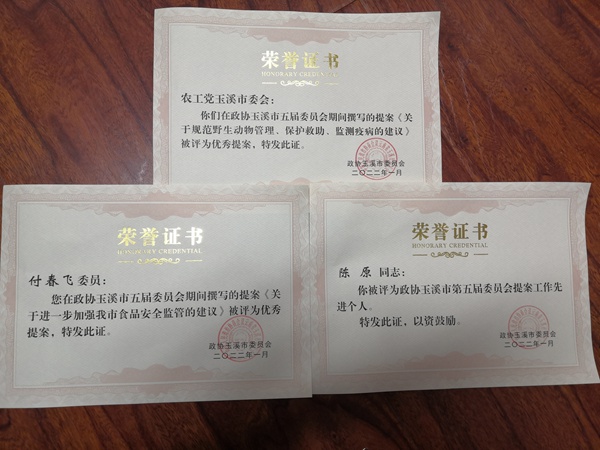 荣誉证书
HONORARY CREDENTIAL
农工党玉溪市委会：
你们在政协玉溪市五届委员会期间撰写的提案《关
于规范野生动物管理、保护救助、监测疫病的建议》
被评为优秀提案，特发此证。
政协玉溪市委员会
二〇二二年一月
荣誉证书
HONORARY CREDENTIAL
付春飞委员：
您在政协玉溪市五届委员会期间撰写的提案《关
于进一步加强我市食品安全监管的建议》被评为优秀
提案，特发此证。
政协玉溪市委员会
二〇二二年一月
荣誉证书
HONORARY CREDENTIAL
陈 原 同志：
你被评为政协玉溪市第五届委员会提案工作先
进个人。
特发此证，以资鼓励。
政协玉溪市委员会
二〇二二年一月